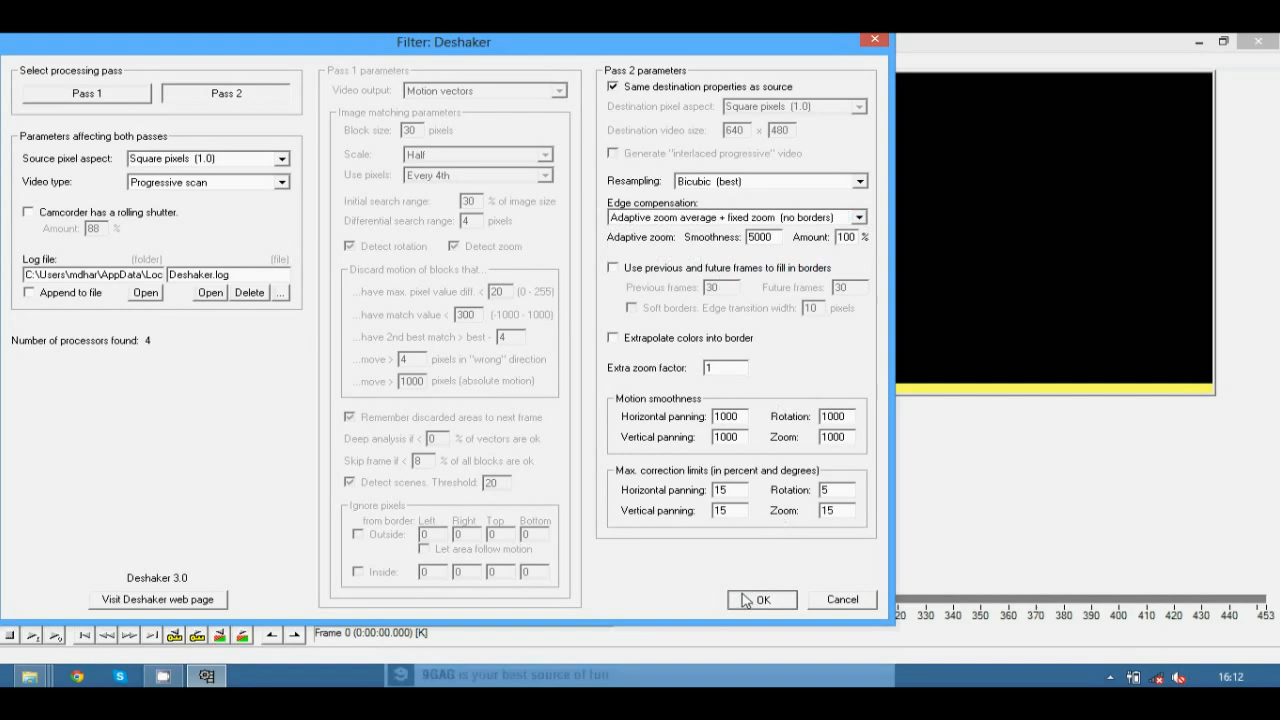 Filter: Deshaker
Select processing pass
Pass 1
Pass 2
Parameters affecting both passes
Source pixel aspect: Square pixels (1.0)
Video type: Progressive scan
Camcorder has a rolling shutter.
Amount: 88 %
Log file: (folder) (file)
C:\Users\mdhar\AppData\Loc Deshaker.log
Append to file Open Open Delete ...
Number of processors found: 4
Deshaker 3.0
Visit Deshaker web page
Pass 1 parameters
Video output: Motion vectors
Image matching parameters
Block size: 30 pixels
Scale: Half
Use pixels: Every 4th
Initial search range: 30 % of image size
Differential search range: 4 pixels
Detect rotation Detect zoom
Discard motion of blocks that...
...have max. pixel value diff. < 20 (0 - 255)
...have match value < 300 (-1000 - 1000)
...have 2nd best match > best - 4
...move > 4 pixels in "wrong" direction
...move > 1000 pixels (absolute motion)
Remember discarded areas to next frame
Deep analysis if < 0 % of vectors are ok
Skip frame if < 8 % of all blocks are ok
Detect scenes. Threshold: 20
Ignore pixels
from border: Left Right Top Bottom
Outside: 0 0 0 0
Let area follow motion
Inside: 0 0 0 0
Pass 2 parameters
Same destination properties as source
Destination pixel aspect: Square pixels (1.0)
Destination video size: 640 x 480
Generate "interlaced progressive" video
Resampling: Bicubic (best)
Edge compensation:
Adaptive zoom average + fixed zoom (no borders)
Adaptive zoom: Smoothness: 5000 Amount: 100 %
Use previous and future frames to fill in borders
Previous frames: 30 Future frames: 30
Soft borders. Edge transition width: 10 pixels
Extrapolate colors into border
Extra zoom factor: 1
Motion smoothness
Horizontal panning: 1000 Rotation: 1000
Vertical panning: 1000 Zoom: 1000
Max. correction limits (in percent and degrees)
Horizontal panning: 15 Rotation: 5
Vertical panning: 15 Zoom: 15
OK Cancel
320 330 340 350 360 370 380 390 400 410 420 430 440 453
Frame 0 (0:00:00.000) [K]
9GAG is your best source of fun
16:12